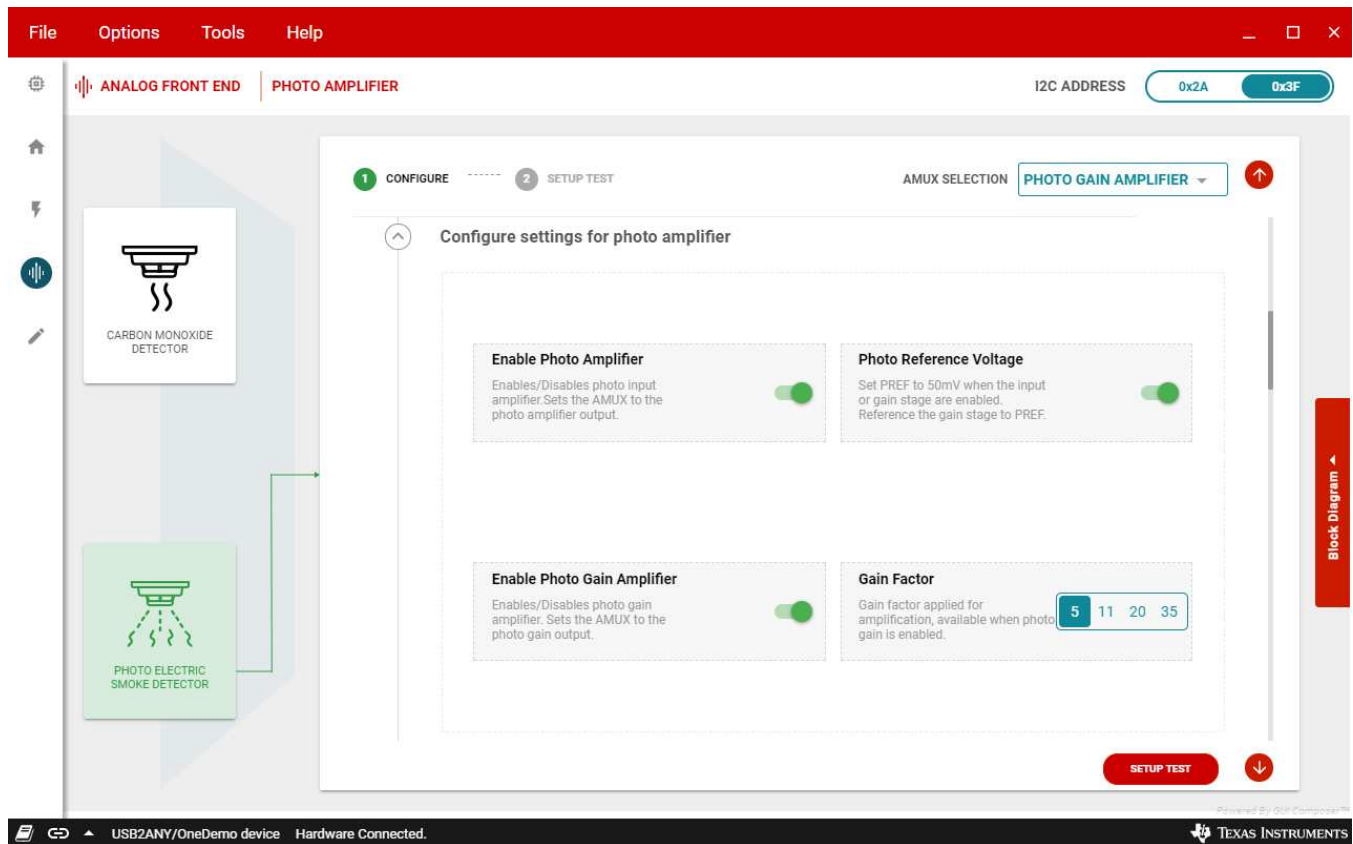 File Options Tools Help
ANALOG FRONT END PHOTO AMPLIFIER I2C ADDRESS 0x2A 0x3F
1 CONFIGURE 2 SETUP TEST AMUX SELECTION PHOTO GAIN AMPLIFIER
Configure settings for photo amplifier
CARBON MONOXIDE
DETECTOR
Enable Photo Amplifier
Enables/Disables photo input
amplifier.Sets the AMUX to the
photo amplifier output.
Photo Reference Voltage
Set PREF to 50mV when the input
or gain stage are enabled.
Reference the gain stage to PREF.
Block Diagram
Enable Photo Gain Amplifier
Enables/Disables photo gain
amplifier. Sets the AMUX to the
photo gain output.
Gain Factor
Gain factor applied for
amplification, available when photo
gain is enabled.
5 11 20 35
PHOTO ELECTRIC
SMOKE DETECTOR
SETUP TEST
Powered By GUI Composer™
USB2ANY/OneDemo device Hardware Connected. TEXAS INSTRUMENTS